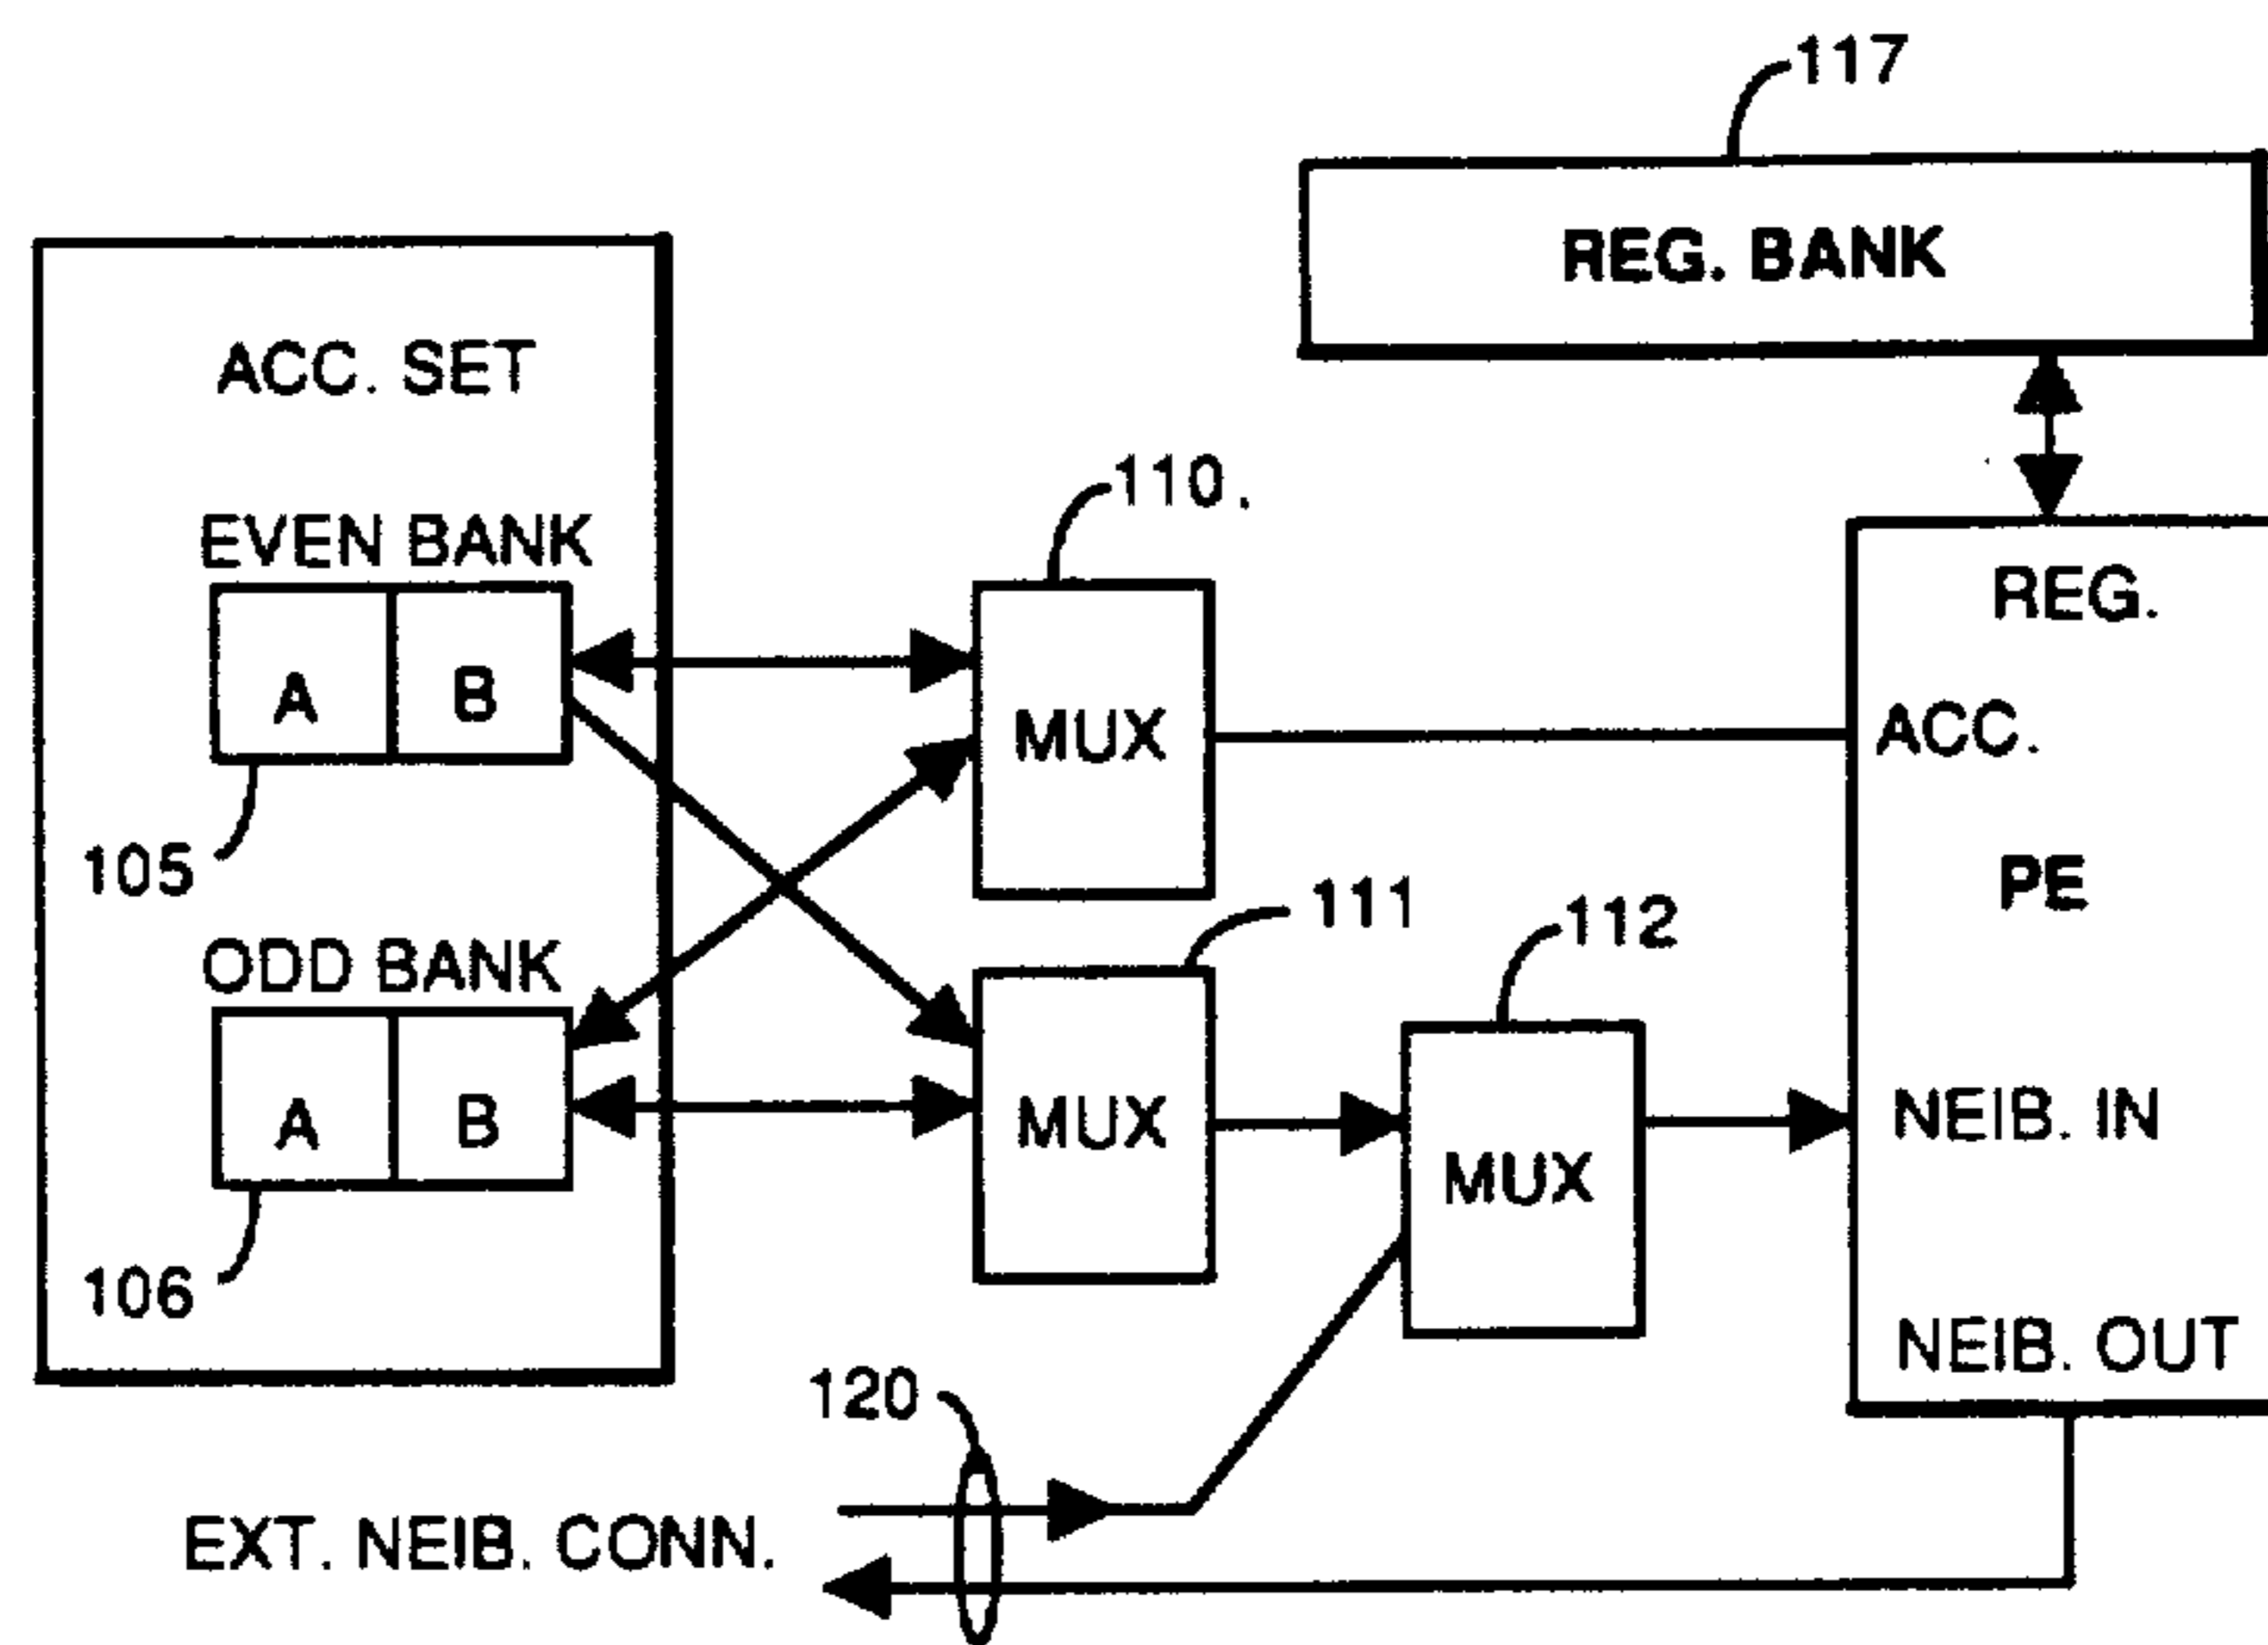 117
REG. BANK
ACC. SET
EVEN BANK
A B
105
ODD BANK
A B
106
110.
MUX
111
MUX
112
MUX
REG.
ACC.
PE
NEIB. IN
NEIB. OUT
120
EXT. NEIB. CONN.